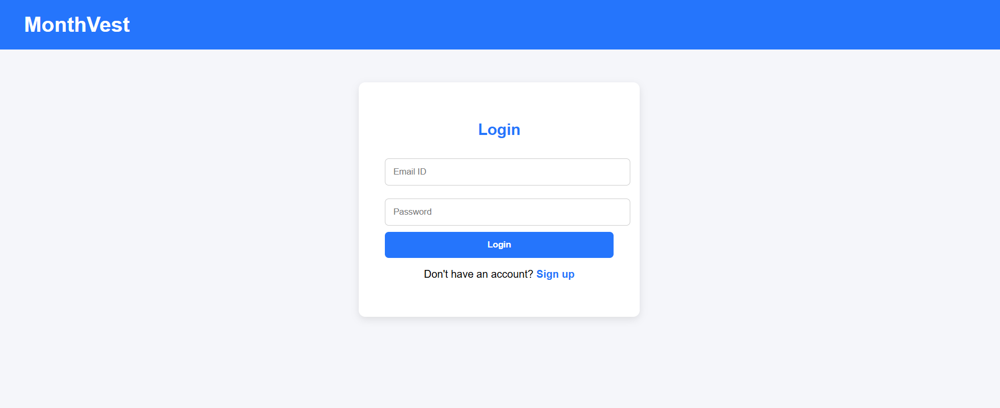 MonthVest
Login
Email ID
Password
Login
Don't have an account? Sign up